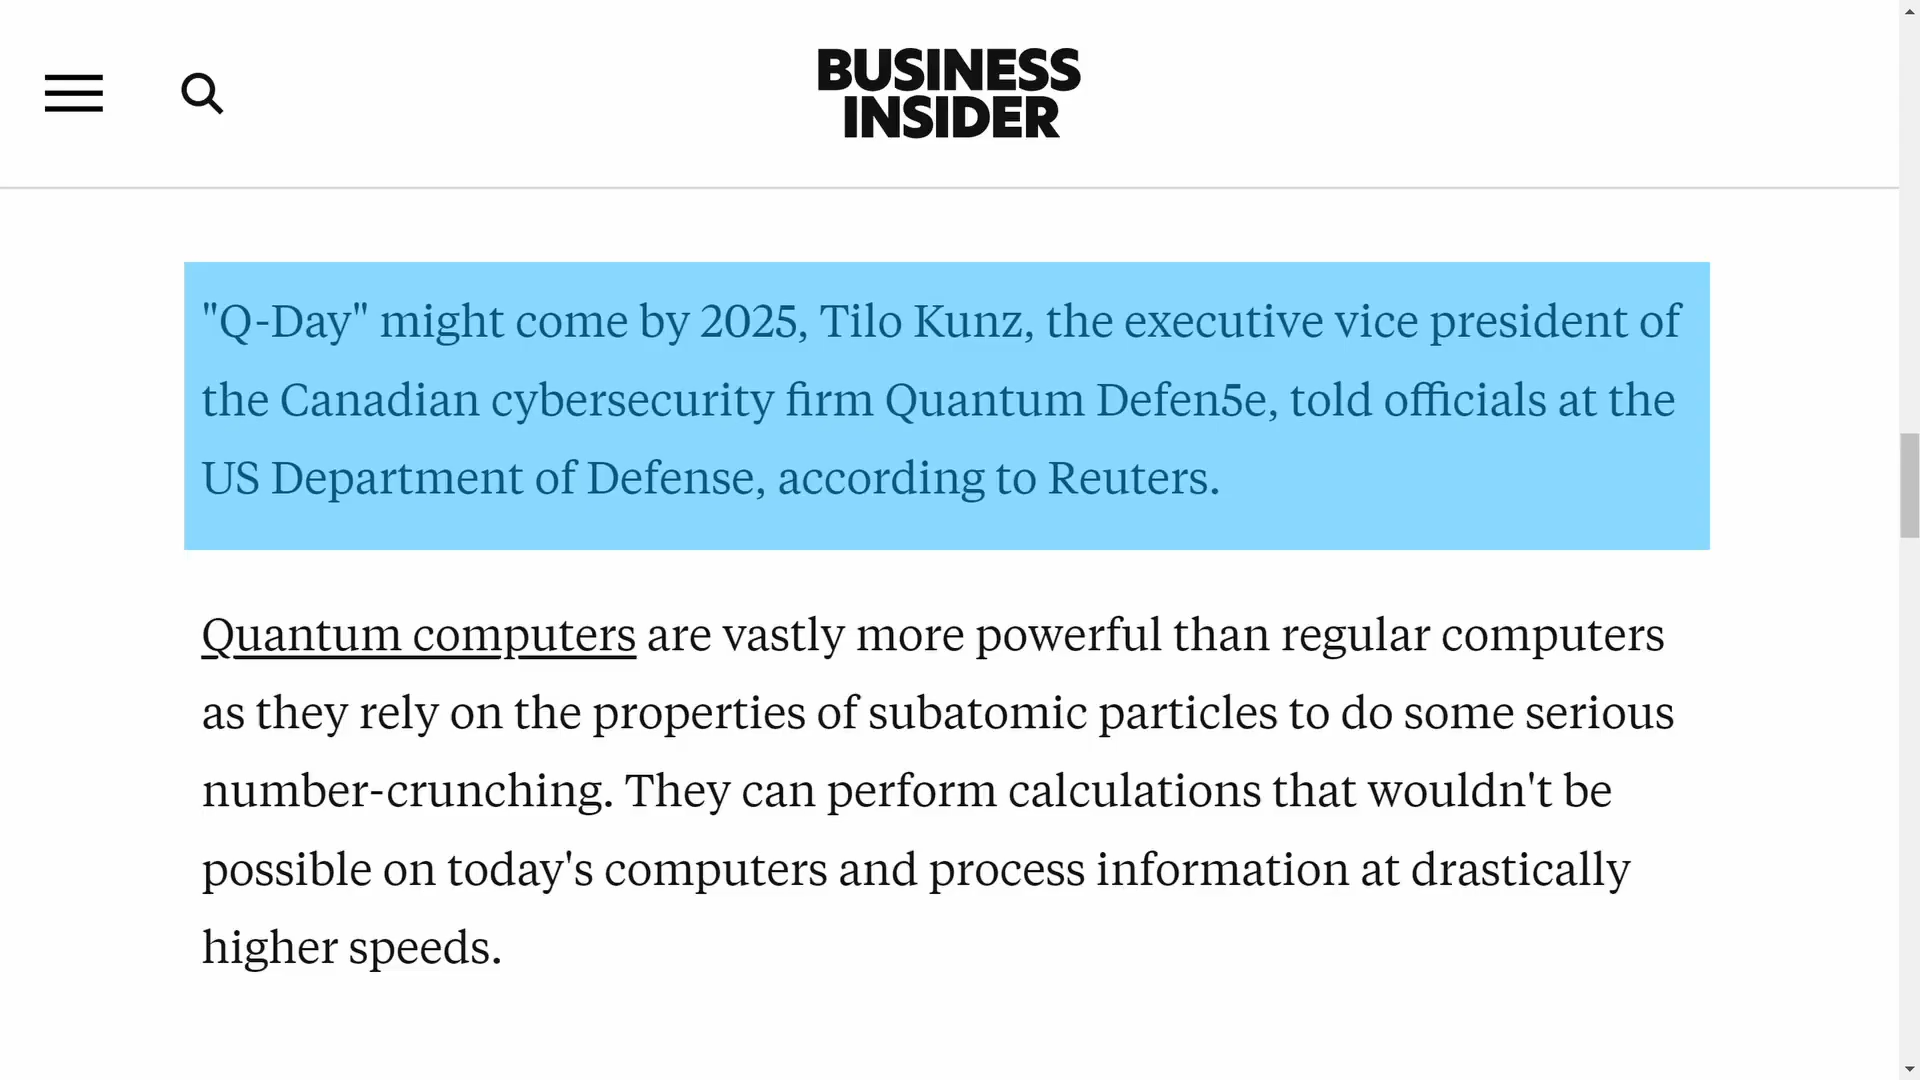 BUSINESS
INSIDER
"Q-Day" might come by 2025, Tilo Kunz, the executive vice president of
the Canadian cybersecurity firm Quantum Defen5e, told officials at the
US Department of Defense, according to Reuters.
Quantum computers are vastly more powerful than regular computers
as they rely on the properties of subatomic particles to do some serious
number-crunching. They can perform calculations that wouldn't be
possible on today's computers and process information at drastically
higher speeds.